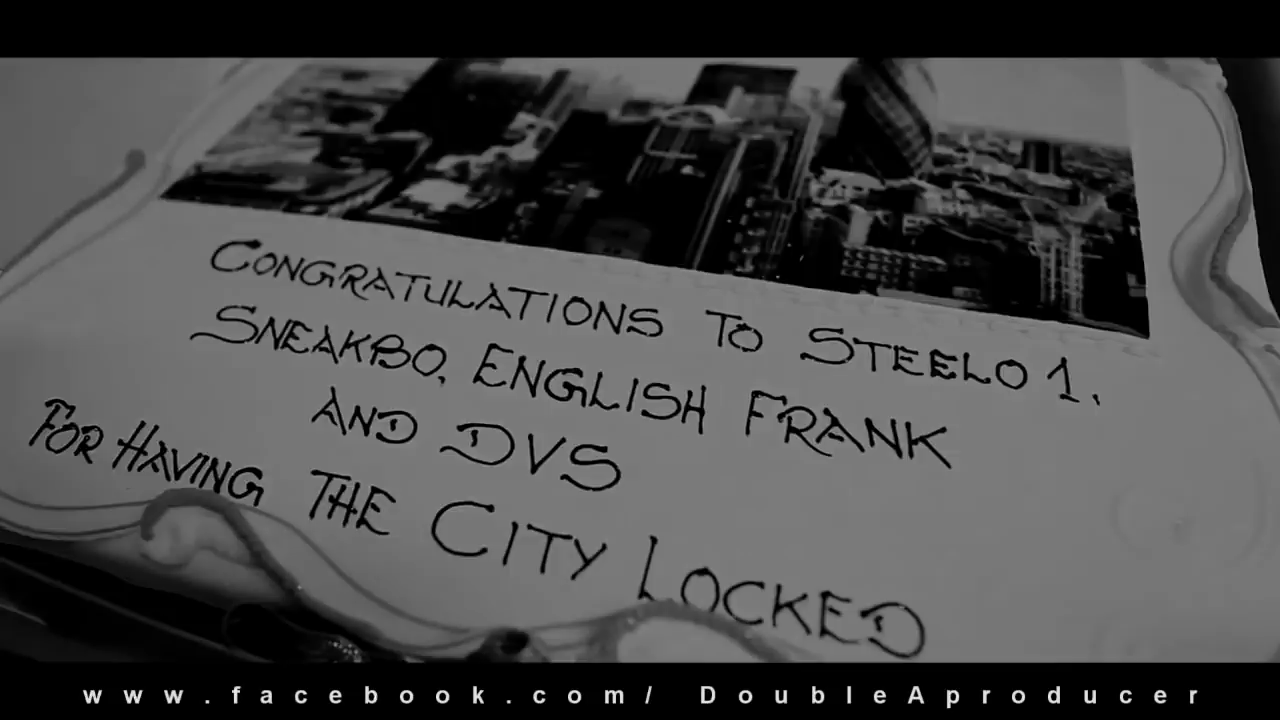 CONGRATULATIONS TO STEELO 1.
SNEAKBO, ENGLISH FRANK
AND DVS
FOR HAVING THE CITY LOCKED
www.facebook.com/ DoubleAproducer